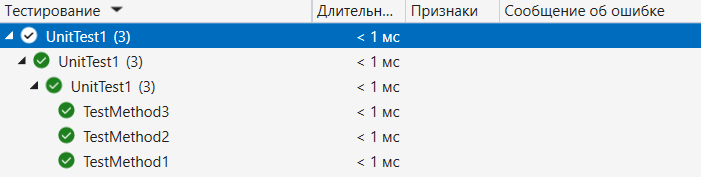 Тестирование Длительн... Признаки Сообщение об ошибке
UnitTest1 (3) < 1 мс
UnitTest1 (3) < 1 мс
UnitTest1 (3) < 1 мс
TestMethod3 < 1 мс
TestMethod2 < 1 мс
TestMethod1 < 1 мс